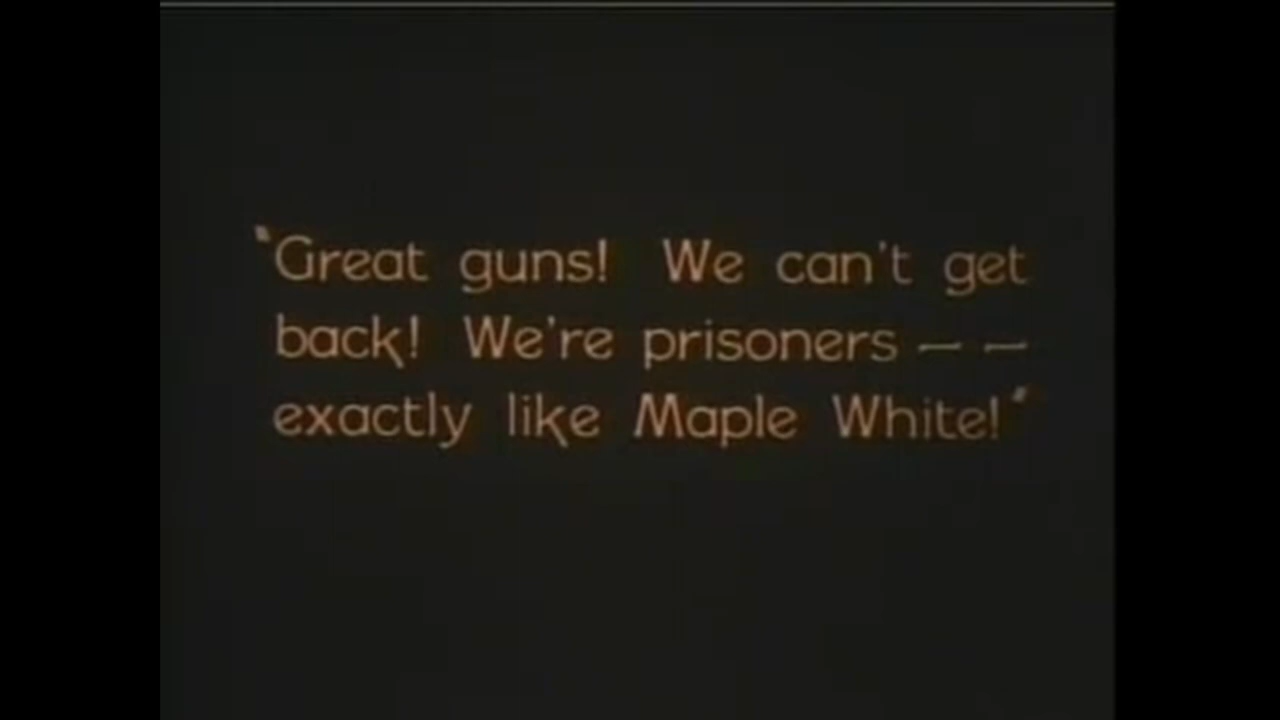 "Great guns! We can't get
back! We're prisoners — —
exactly like Maple White!"